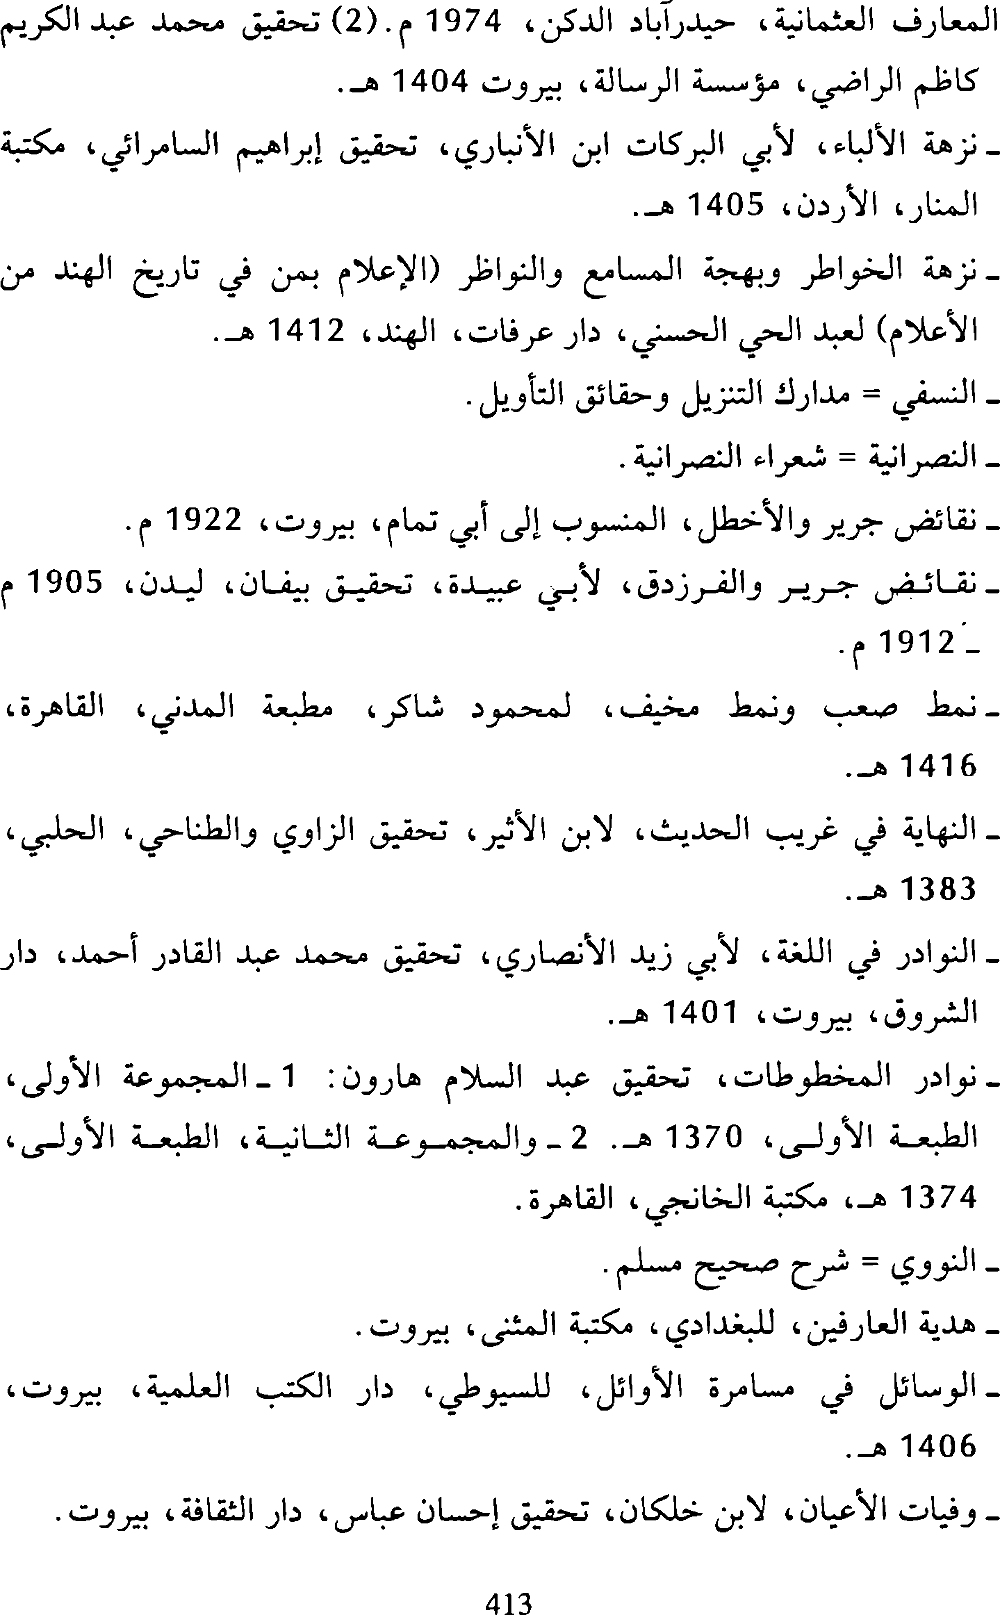 المعارف العثمانية، حيدرآباد الدكن، 1974 م. (2) تحقيق محمد عبد الكريم
كاظم الراضي، مؤسسة الرسالة، بيروت 1404 هـ.
ـ نزهة الألباء، لأبي البركات ابن الأنباري، تحقيق إبراهيم السامرائي، مكتبة
المنار، الأردن، 1405 هـ.
ـ نزهة الخواطر وبهجة المسامع والنواظر (الإعلام بمن في تاريخ الهند من
الأعلام) لعبد الحي الحسني، دار عرفات، الهند، 1412 هـ.
ـ النسفي = مدارك التنزيل وحقائق التأويل.
ـ النصرانية = شعراء النصرانية.
ـ نقائض جرير والأخطل، المنسوب إلى أبي تمام، بيروت، 1922 م.
ـ نقائض جرير والفرزدق، لأبي عبيدة، تحقيق بيفان، ليدن، 1905 م
ـ 1912 م.
ـ نمط صعب ونمط مخيف، لمحمود شاكر، مطبعة المدني، القاهرة،
1416 هـ.
ـ النهاية في غريب الحديث، لابن الأثير، تحقيق الزاوي والطناحي، الحلبي،
1383 هـ.
ـ النوادر في اللغة، لأبي زيد الأنصاري، تحقيق محمد عبد القادر أحمد، دار
الشروق، بيروت، 1401 هـ.
ـ نوادر المخطوطات، تحقيق عبد السلام هارون: 1 ـ المجموعة الأولى،
الطبعة الأولى، 1370 هـ. 2 ـ والمجموعة الثانية، الطبعة الأولى،
1374 هـ، مكتبة الخانجي، القاهرة.
ـ النووي = شرح صحيح مسلم.
ـ هدية العارفين، للبغدادي، مكتبة المثنى، بيروت.
ـ الوسائل في مسامرة الأوائل، للسيوطي، دار الكتب العلمية، بيروت،
1406 هـ.
ـ وفيات الأعيان، لابن خلكان، تحقيق إحسان عباس، دار الثقافة، بيروت.
413